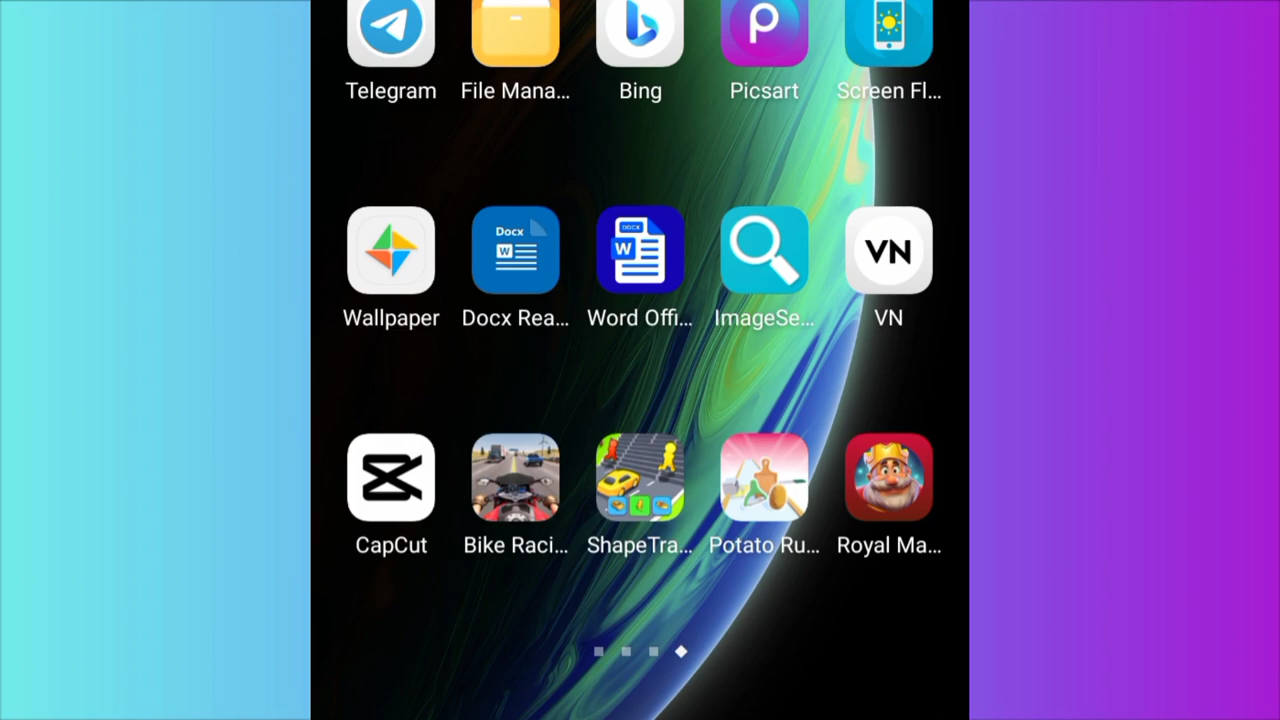 Telegram
File Mana...
Bing
Picsart
Screen Fl...
Docx
W
DOCX
W
VN
Wallpaper
Docx Rea...
Word Offi...
ImageSe...
VN
CapCut
Bike Raci...
ShapeTra...
Potato Ru...
Royal Ma...